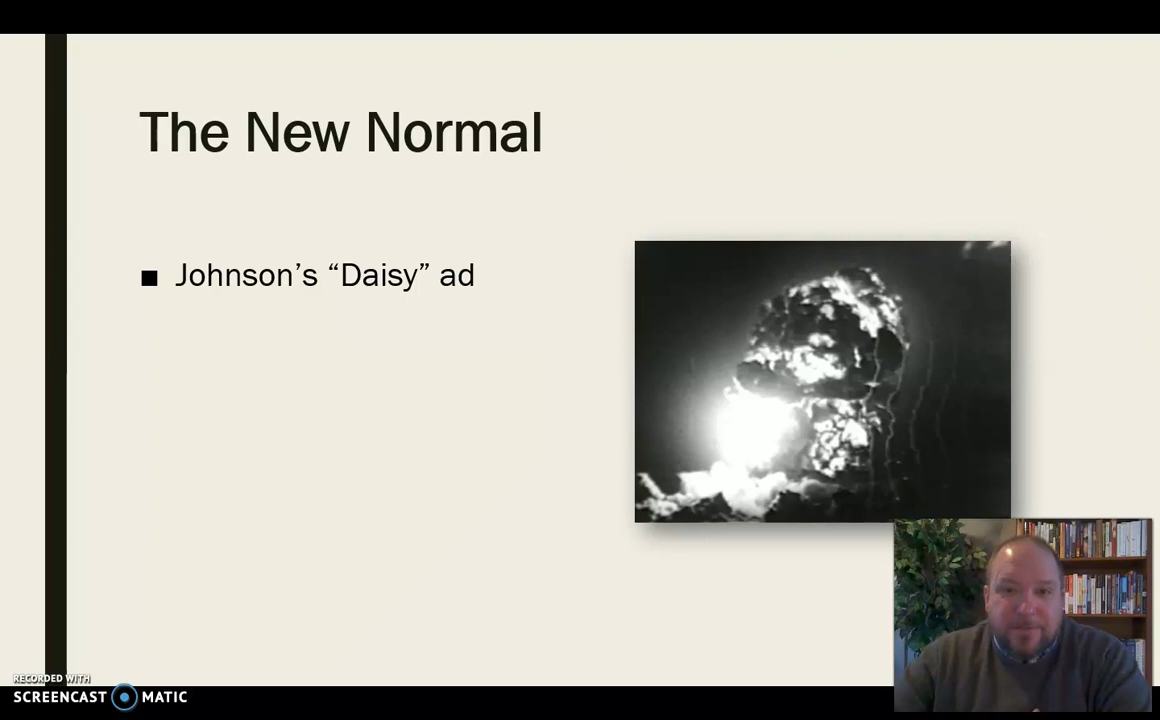 The New Normal
■ Johnson’s “Daisy” ad
RECORDED WITH
SCREENCAST MATIC